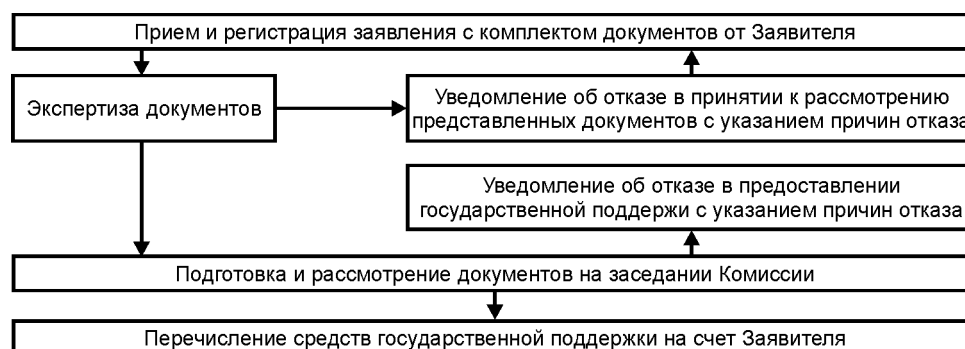 Прием и регистрация заявления с комплектом документов от Заявителя
Экспертиза документов
Уведомление об отказе в принятии к рассмотрению
представленных документов с указанием причин отказа
Уведомление об отказе в предоставлении
государственной поддержи с указанием причин отказа
Подготовка и рассмотрение документов на заседании Комиссии
Перечисление средств государственной поддержки на счет Заявителя